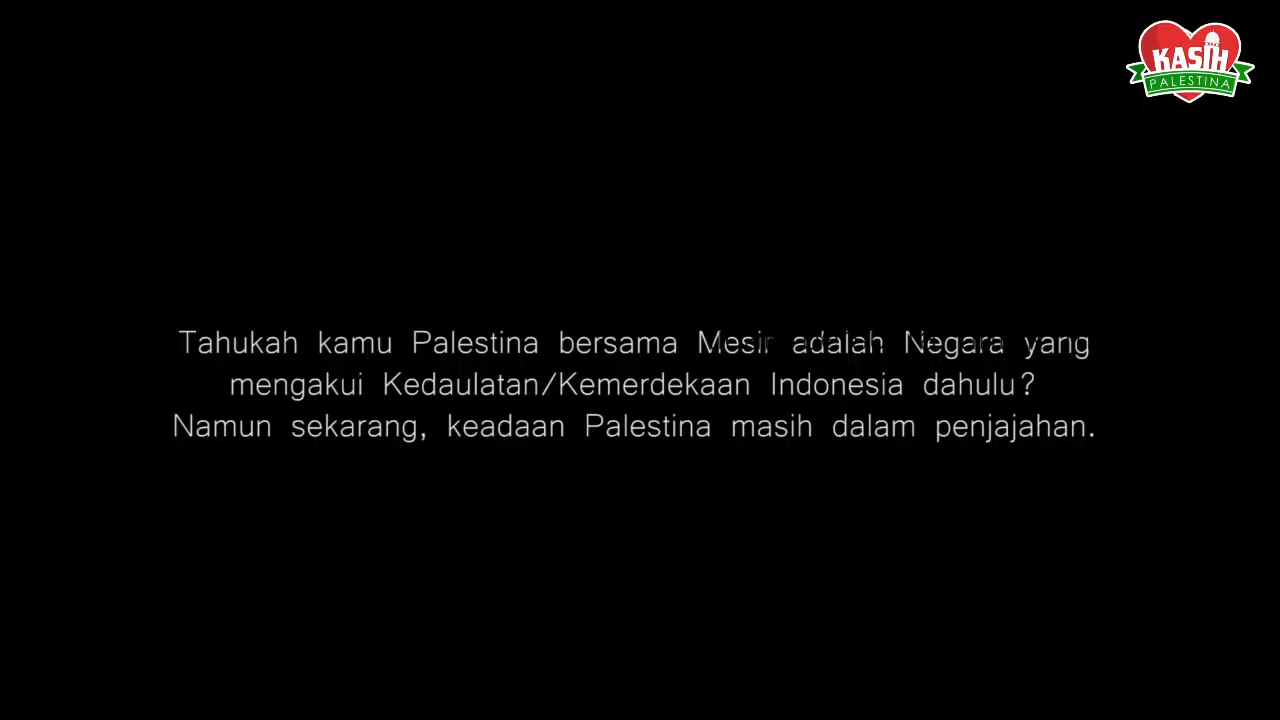 KASIH
PALESTINA
Tahukah kamu Palestina bersama Mesir adalah Negara yang
mengakui Kedaulatan/Kemerdekaan Indonesia dahulu?
Namun sekarang, keadaan Palestina masih dalam penjajahan.